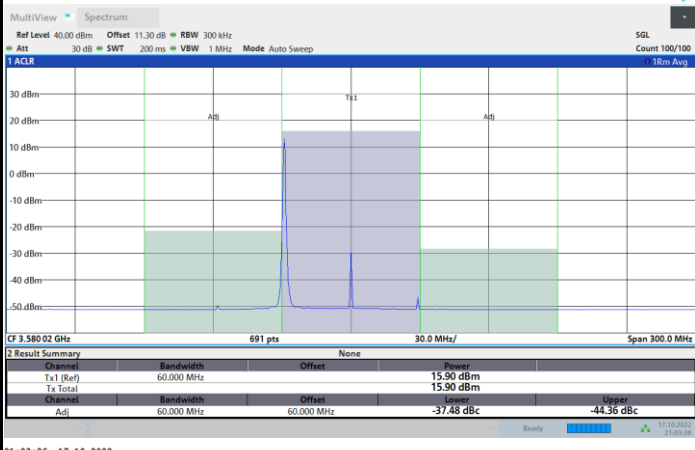 MultiView Spectrum
Ref Level 40.00 dBm Offset 11.30 dB RBW 300 kHz SGL
Att 30 dB SWT 200 ms VBW 1 MHz Mode Auto Sweep Count 100/100
1 ACLR 1Rm Avg
30 dBm
Tx1
20 dBm Adj Adj
10 dBm
0 dBm
-10 dBm
-20 dBm
-30 dBm
-40 dBm
-50 dBm
CF 3.580 02 GHz 691 pts 30.0 MHz/ Span 300.0 MHz
2 Result Summary None
Channel Bandwidth Offset Power
Tx1 (Ref) 60.000 MHz 15.90 dBm
Tx Total 15.90 dBm
Channel Bandwidth Offset Lower Upper
Adj 60.000 MHz 60.000 MHz -37.48 dBc -44.36 dBc
Ready 17.10.2022
21:03:36